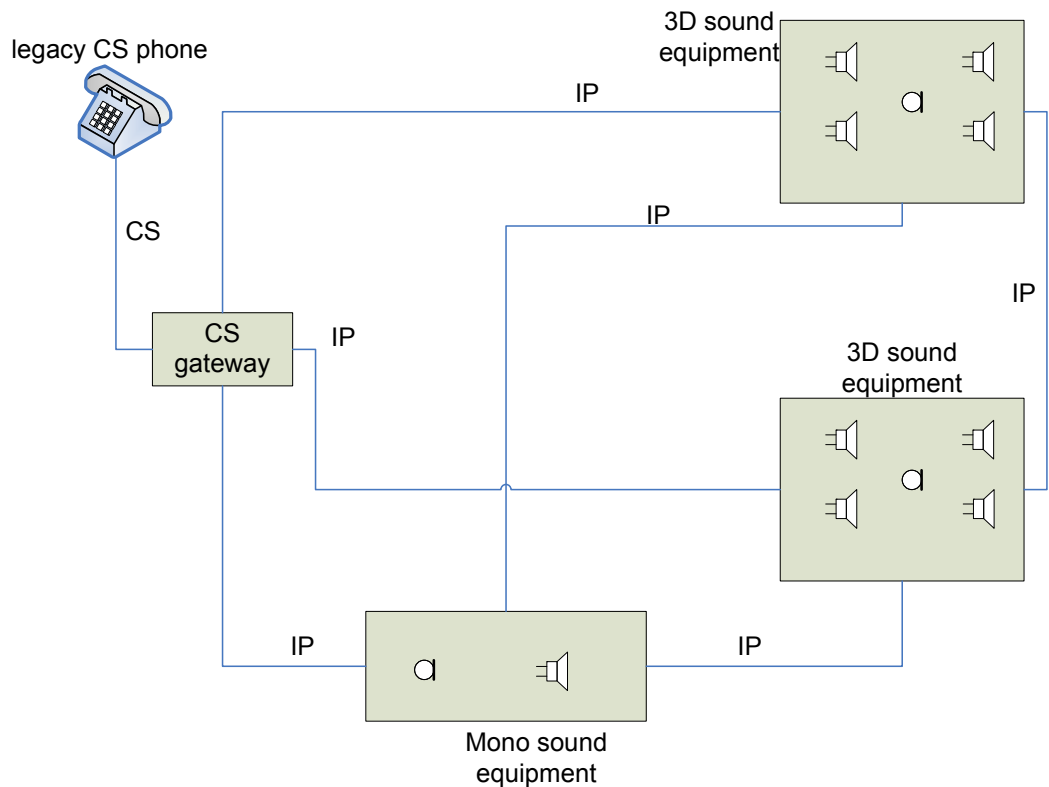 3D sound
equipment
legacy CS phone
IP
IP
CS
IP
CS
gateway
IP
3D sound
equipment
IP
IP
Mono sound
equipment